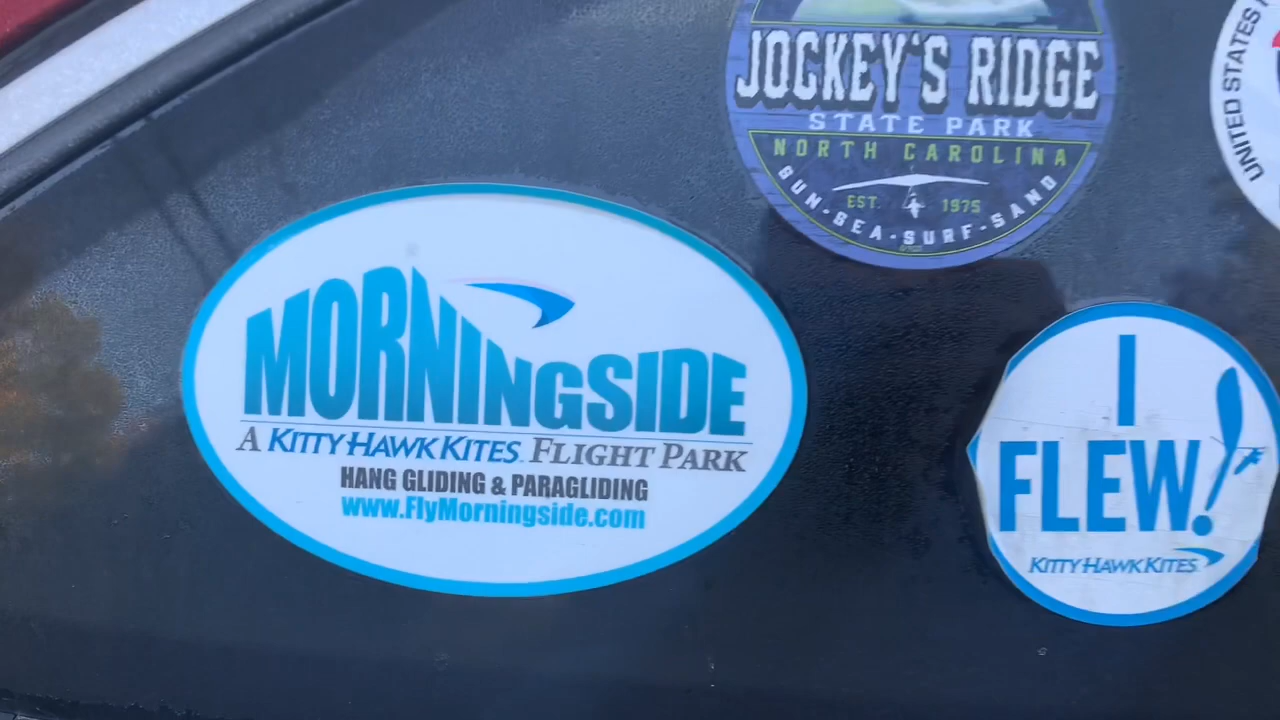 JOCKEY'S RIDGE
STATE PARK
NORTH CAROLINA
EST. 1975
SUN·SEA·SURF·SAND
UNITED STATES
MORNINGSIDE
A KITTY HAWK KITES FLIGHT PARK
HANG GLIDING & PARAGLIDING
www.FlyMorningside.com
I
FLEW!
KITTY HAWK KITES